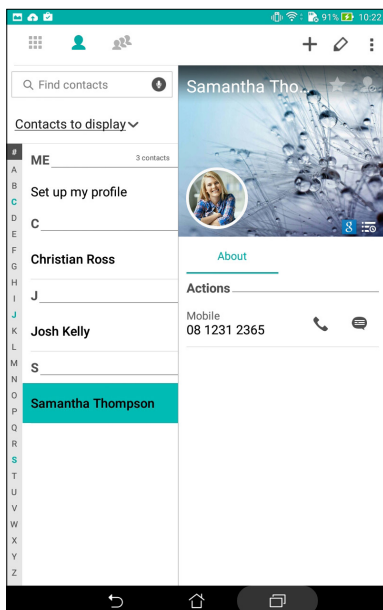 91% 10:22
Find contacts
Contacts to display
#
A
B
C
D
E
F
G
H
I
J
K
L
M
N
O
P
Q
R
S
T
U
V
W
X
Y
Z
ME 3 contacts
Set up my profile
C
Christian Ross
J
Josh Kelly
S
Samantha Thompson
Samantha Tho...
8
About
Actions
Mobile
08 1231 2365